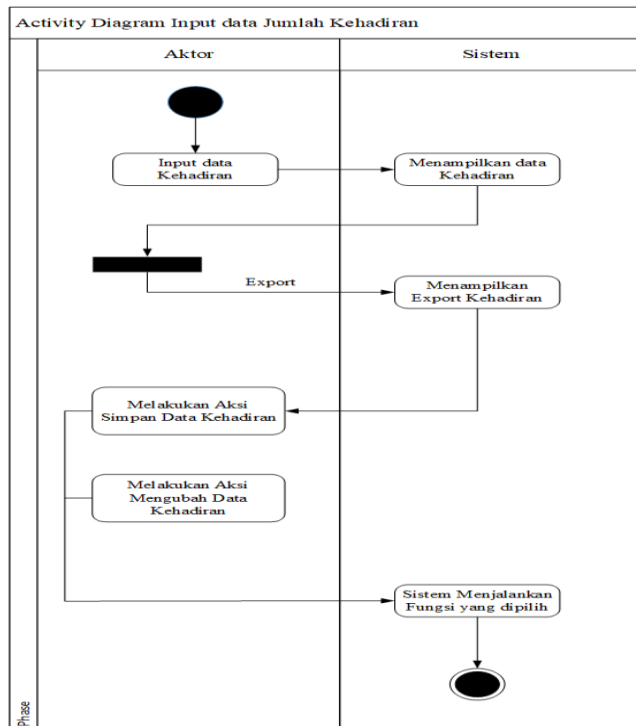 Activity Diagram Input data Jumlah Kehadiran
Aktor
Sistem
Input data
Kehadiran
Menampilkan data
Kehadiran
Export
Menampilkan
Export Kehadiran
Melakukan Aksi
Simpan Data Kehadiran
Melakukan Aksi
Mengubah Data
Kehadiran
Sistem Menjalankan
Fungsi yang dipilih
Phase